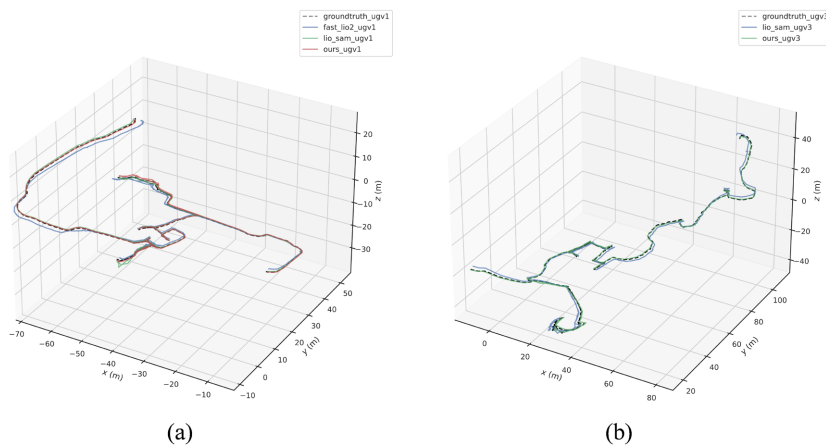 groundtruth_ugv1
fast_lio2_ugv1
lio_sam_ugv1
ours_ugv1
20
10
0
−10
−20
−30
z (m)
−70
−60
−50
−40
−30
−20
−10
x (m)
−10
0
10
20
30
40
50
y (m)
(a)
groundtruth_ugv3
lio_sam_ugv3
ours_ugv3
40
20
0
−20
−40
z (m)
0
20
40
60
80
x (m)
20
40
60
80
100
y (m)
(b)